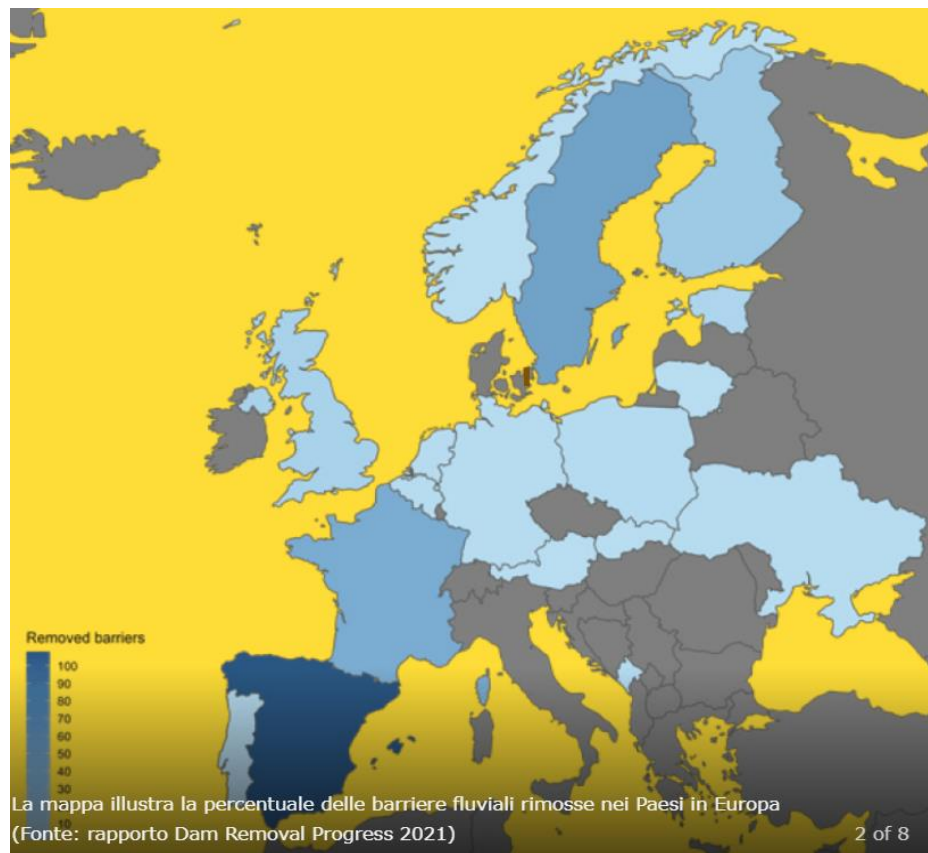 Removed barriers
100
90
80
70
60
50
40
30
10
La mappa illustra la percentuale delle barriere fluviali rimosse nei Paesi in Europa
(Fonte: rapporto Dam Removal Progress 2021)
2 of 8